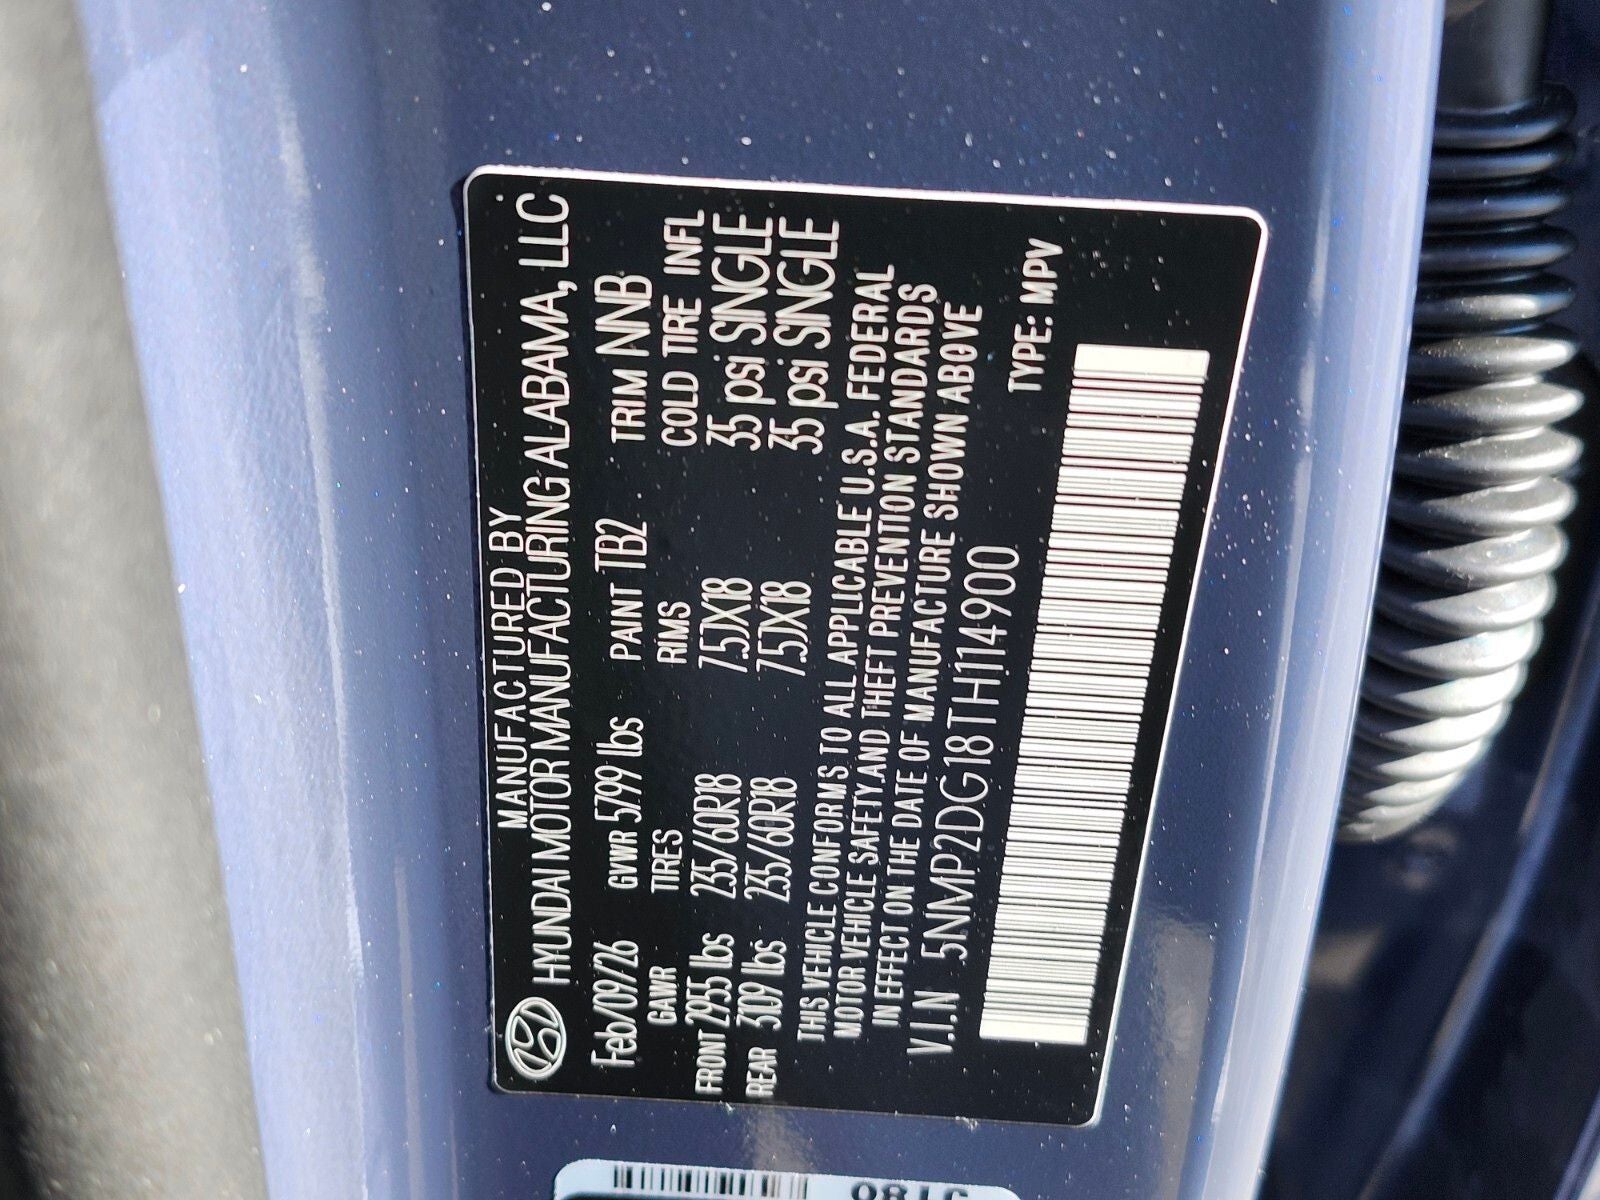 MANUFACTURED BY
HYUNDAI MOTOR MANUFACTURING ALABAMA, LLC
Feb/09/26 GVWR 5799 lbs PAINT TB2 TRIM NNB
GAWR TIRES RIMS COLD TIRE INFL
FRONT 2955 lbs 235/60R18 7.5JX18 35 psi SINGLE
REAR 3109 lbs 235/60R18 7.5JX18 35 psi SINGLE
THIS VEHICLE CONFORMS TO ALL APPLICABLE U.S.A. FEDERAL
MOTOR VEHICLE SAFETY,AND THEFT PREVENTION STANDARDS
IN EFFECT ON THE DATE OF MANUFACTURE SHOWN ABOVE
V.I.N 5NMP2DG18TH114900 TYPE: MPV